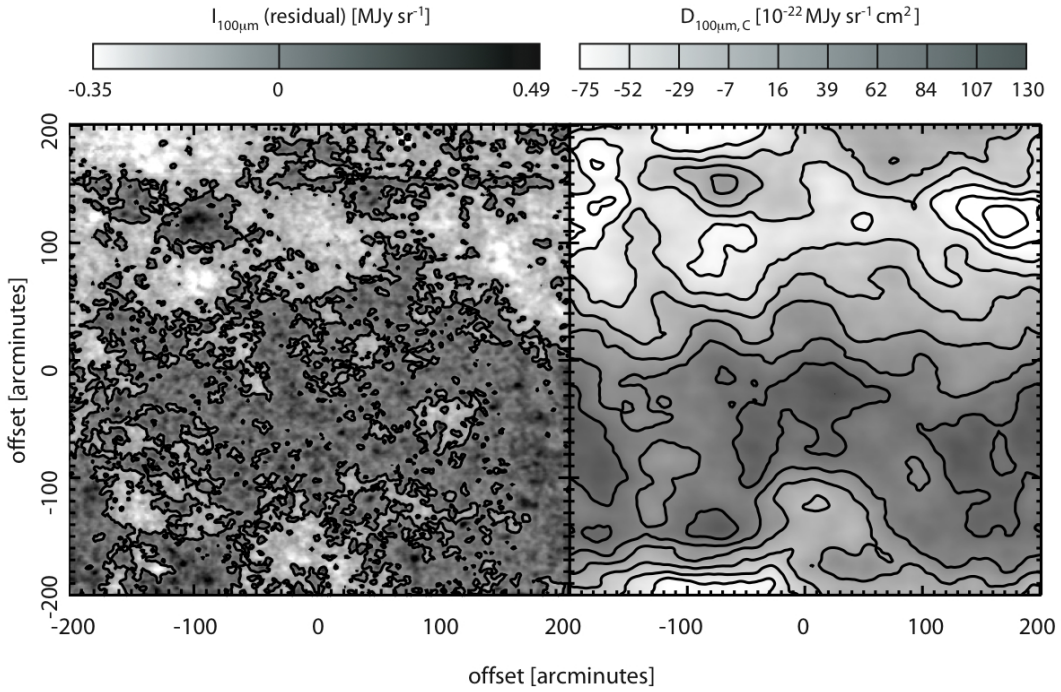 I100μm (residual) [MJy sr-1]
D100μm, C [10-22 MJy sr-1 cm2]
-0.35 0 0.49
-75 -52 -29 -7 16 39 62 84 107 130
200
100
0
-100
-200
offset [arcminutes]
-200 -100 0 100 200 -100 0 100 200
offset [arcminutes]